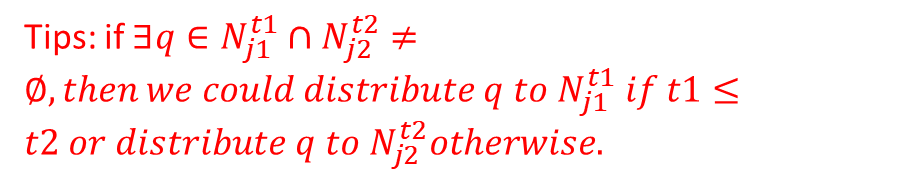 Tips: if ∃q ∈ N_{j1}^{t1} ∩ N_{j2}^{t2} ≠
∅, then we could distribute q to N_{j1}^{t1} if t1 ≤
t2 or distribute q to N_{j2}^{t2} otherwise.